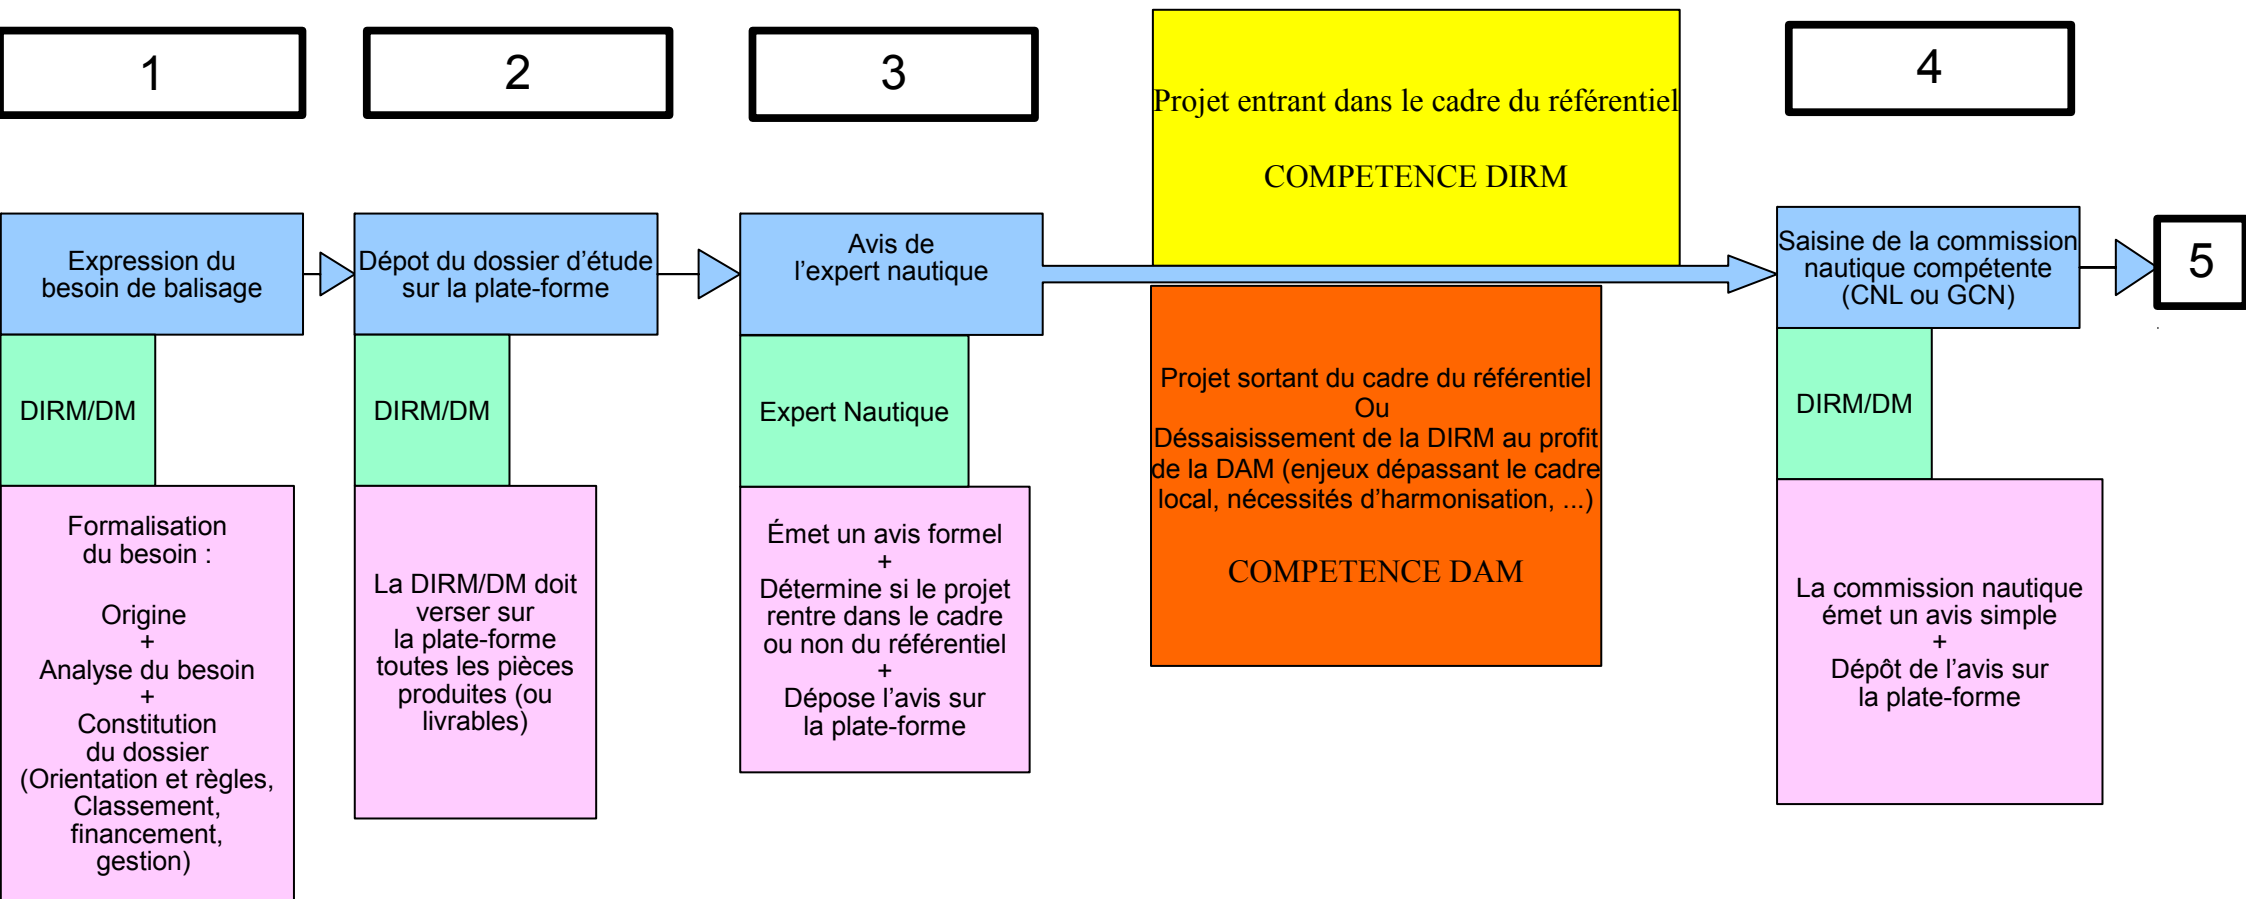 1
2
3
4
Projet entrant dans le cadre du référentiel
COMPETENCE DIRM
Expression du
besoin de balisage
Dépot du dossier d’étude
sur la plate-forme
Avis de
l’expert nautique
Saisine de la commission
nautique compétente
(CNL ou GCN)
5
DIRM/DM
DIRM/DM
Expert Nautique
Projet sortant du cadre du référentiel
Ou
Déssaisissement de la DIRM au profit
de la DAM (enjeux dépassant le cadre
local, nécessités d’harmonisation, ...)
COMPETENCE DAM
DIRM/DM
Formalisation
du besoin :
Origine
+
Analyse du besoin
+
Constitution
du dossier
(Orientation et règles,
Classement,
financement,
gestion)
La DIRM/DM doit
verser sur
la plate-forme
toutes les pièces
produites (ou
livrables)
Émet un avis formel
+
Détermine si le projet
rentre dans le cadre
ou non du référentiel
+
Dépose l’avis sur
la plate-forme
La commission nautique
émet un avis simple
+
Dépôt de l’avis sur
la plate-forme